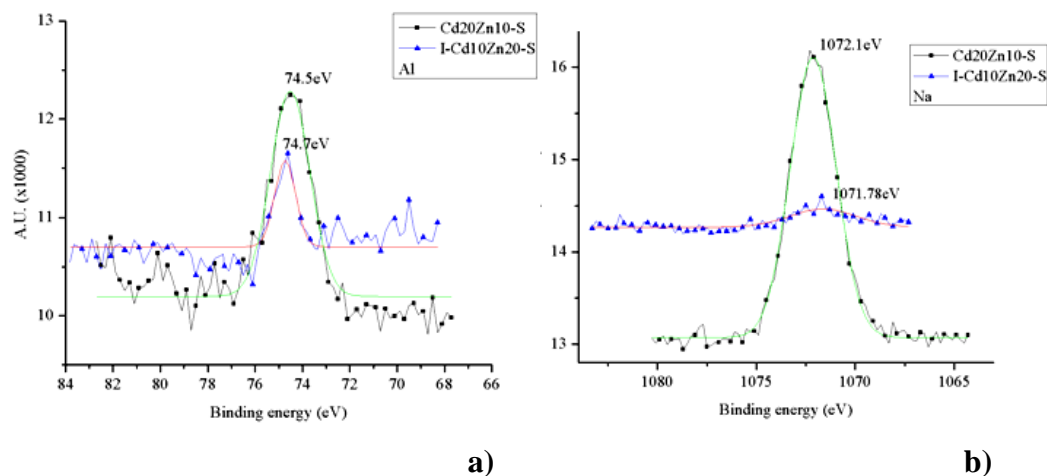 13
12
11
10
A.U. (x1000)
Cd20Zn10-S
I-Cd10Zn20-S
Al
74.5eV
74.7eV
84 82 80 78 76 74 72 70 68 66
Binding energy (eV)
a)
16
15
14
13
Cd20Zn10-S
I-Cd10Zn20-S
Na
1072.1eV
1071.78eV
1080 1075 1070 1065
Binding energy (eV)
b)